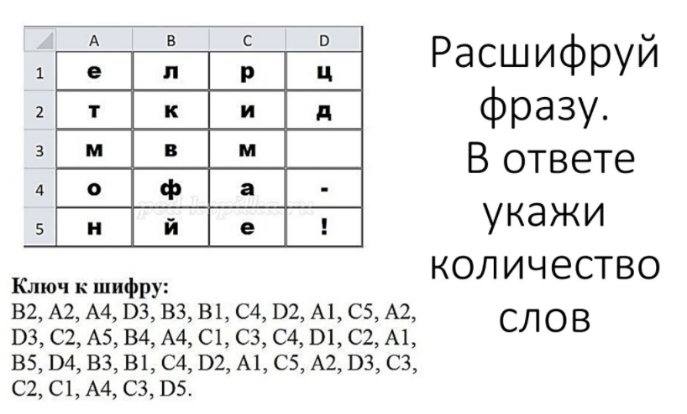 A B C D
1 е л р ц
2 т к и д
3 м в м
4 о ф а -
5 н й е !
Расшифруй
фразу.
В ответе
укажи
количество
слов
Ключ к шифру:
B2, A2, A4, D3, B3, B1, C4, D2, A1, C5, A2,
D3, C2, A5, B4, A4, C1, C3, C4, D1, C2, A1,
B5, D4, B3, B1, C4, D2, A1, C5, A2, D3, C3,
C2, C1, A4, C3, D5.